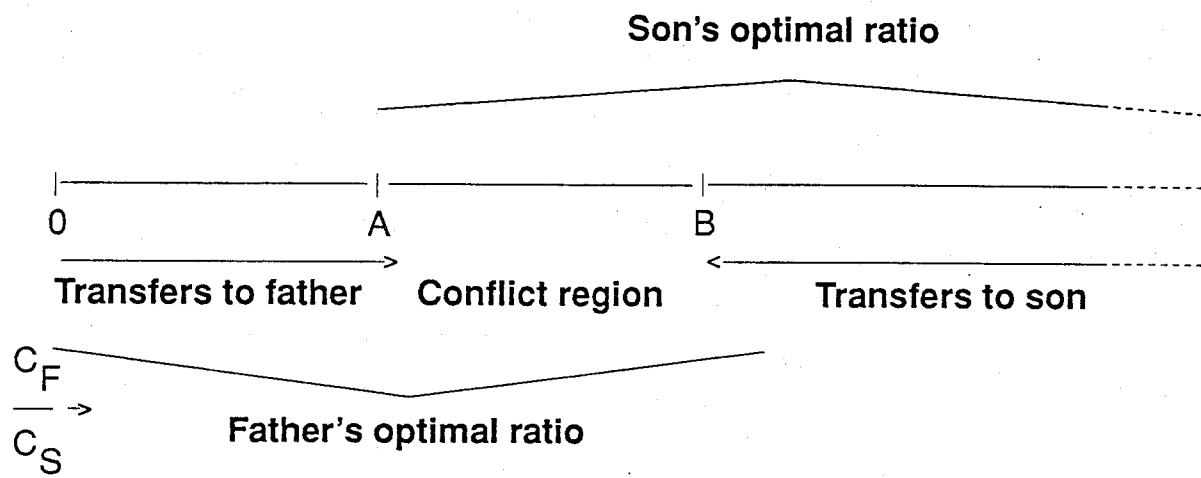 Son's optimal ratio
0 A B
Transfers to father Conflict region Transfers to son
C_F
C_S
Father's optimal ratio